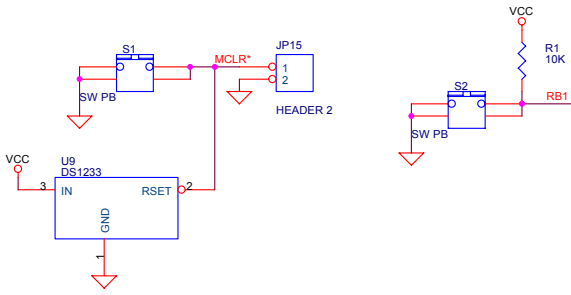 VCC
S1
JP15
R1
10K
MCLR*
1
2
S2
RB1
SW PB
HEADER 2
SW PB
VCC
U9
DS1233
3
IN
RSET
2
GND
1